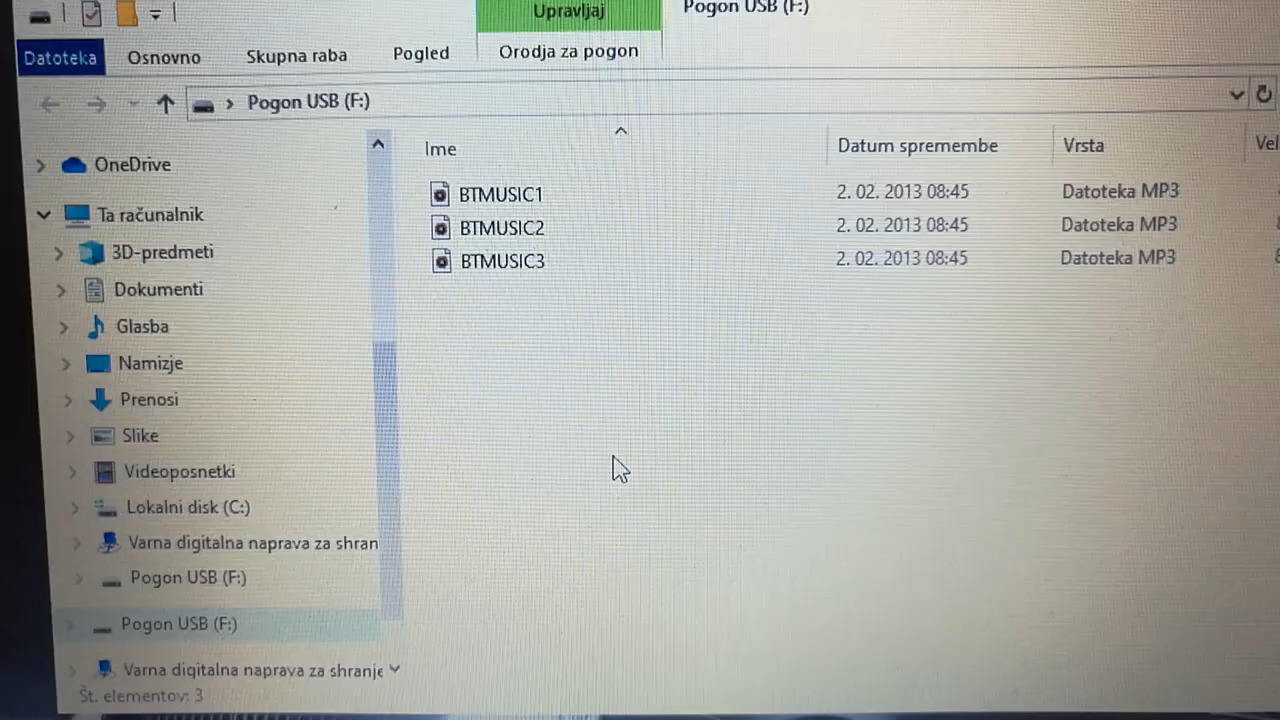 Upravljaj
Pogon USB (F:)
Datoteka
Osnovno
Skupna raba
Pogled
Orodja za pogon
Pogon USB (F:)
OneDrive
Ta računalnik
3D-predmeti
Dokumenti
Glasba
Namizje
Prenosi
Slike
Videoposnetki
Lokalni disk (C:)
Varna digitalna naprava za shran
Pogon USB (F:)
Pogon USB (F:)
Varna digitalna naprava za shranje
Št. elementov: 3
Ime Datum spremembe Vrsta Vel
BTMUSIC1 2. 02. 2013 08:45 Datoteka MP3
BTMUSIC2 2. 02. 2013 08:45 Datoteka MP3
BTMUSIC3 2. 02. 2013 08:45 Datoteka MP3